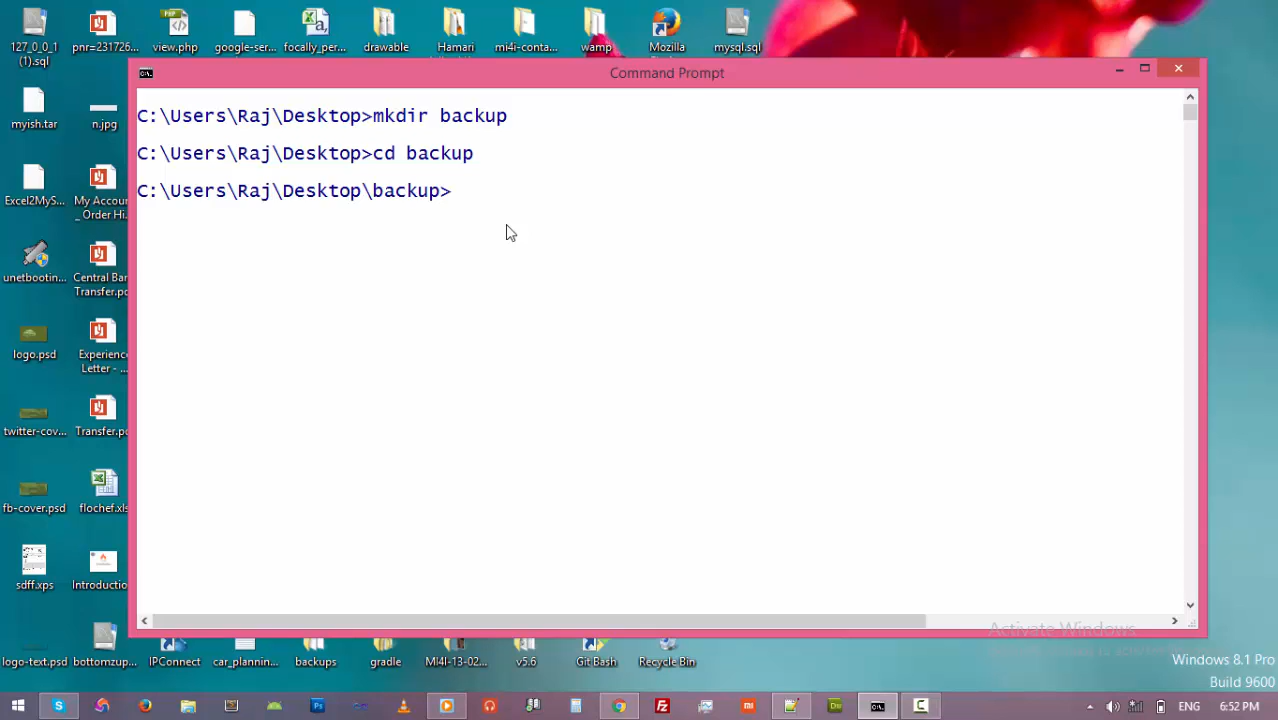 127_0_0_1
(1).sql
pnr=231726...
view.php
google-ser...
focally_per...
drawable
Hamari
mi4i-conta...
wamp
Mozilla
mysql.sql
Command Prompt
C:\Users\Raj\Desktop>mkdir backup
C:\Users\Raj\Desktop>cd backup
C:\Users\Raj\Desktop\backup>
myish.tar
n.jpg
Excel2MyS...
My Accou
_ Order Hi.
unetbootin...
Central Ba
Transfer.p
logo.psd
Experience
Letter - ...
twitter-cov...
Transfer.p
fb-cover.psd
flochef.xls
sdff.xps
Introductio
logo-text.psd
bottomzup...
IPConnect
car_plannin...
backups
gradle
MI4I-13-02...
v5.6
Git Bash
Recycle Bin
Activate Windows
Windows 8.1 Pro
Build 9600
ENG
6:52 PM